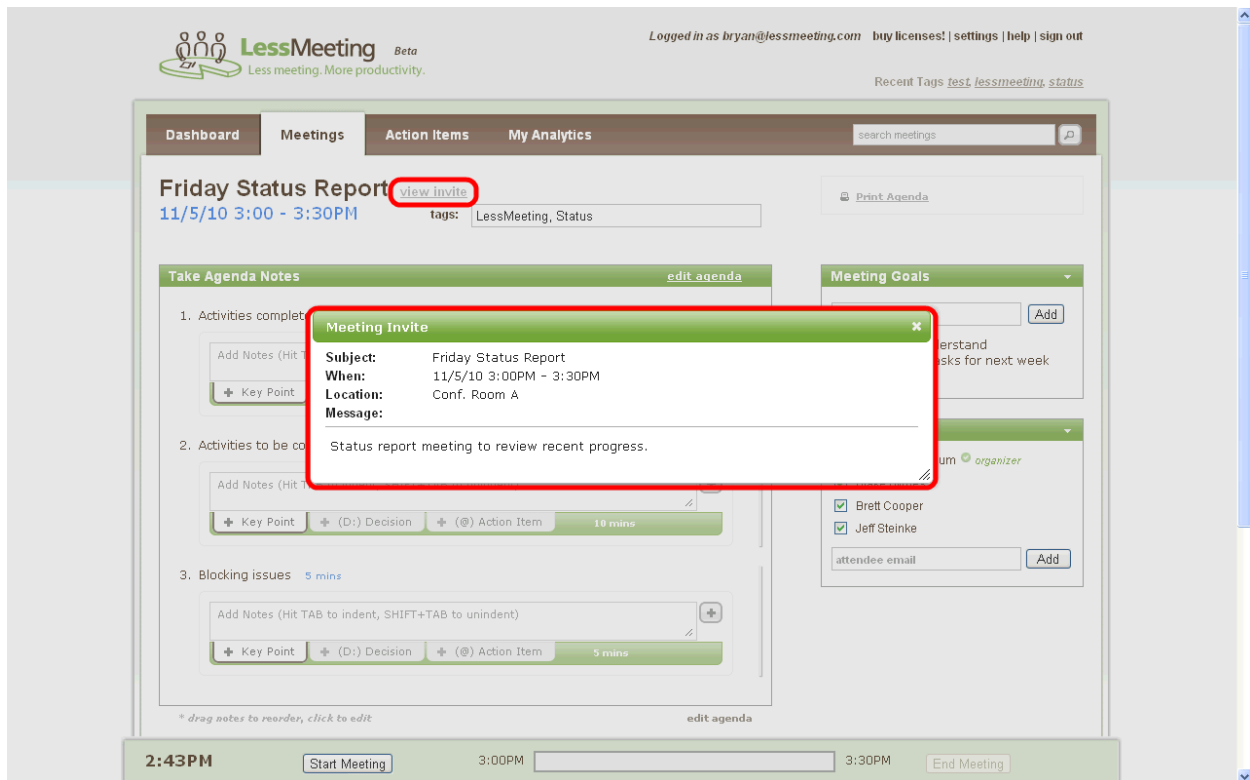 LessMeeting Beta
Less meeting. More productivity.
Logged in as bryan@lessmeeting.com buy licenses! | settings | help | sign out
Recent Tags test, lessmeeting, status
Dashboard Meetings Action Items My Analytics
search meetings
Friday Status Report view invite
11/5/10 3:00 - 3:30PM
tags: LessMeeting, Status
Print Agenda
Take Agenda Notes edit agenda
1. Activities complet
Add Notes (Hit T
+ Key Point
Meeting Invite
Subject: Friday Status Report
When: 11/5/10 3:00PM - 3:30PM
Location: Conf. Room A
Message:
Status report meeting to review recent progress.
2. Activities to be co
Add Notes (Hit T
+ Key Point + (D:) Decision + (@) Action Item 10 mins
3. Blocking issues 5 mins
Add Notes (Hit TAB to indent, SHIFT+TAB to unindent)
+ Key Point + (D:) Decision + (@) Action Item 5 mins
* drag notes to reorder, click to edit edit agenda
Meeting Goals
Add
erstand
asks for next week
um organizer
Brett Cooper
Jeff Steinke
attendee email Add
2:43PM Start Meeting 3:00PM 3:30PM End Meeting